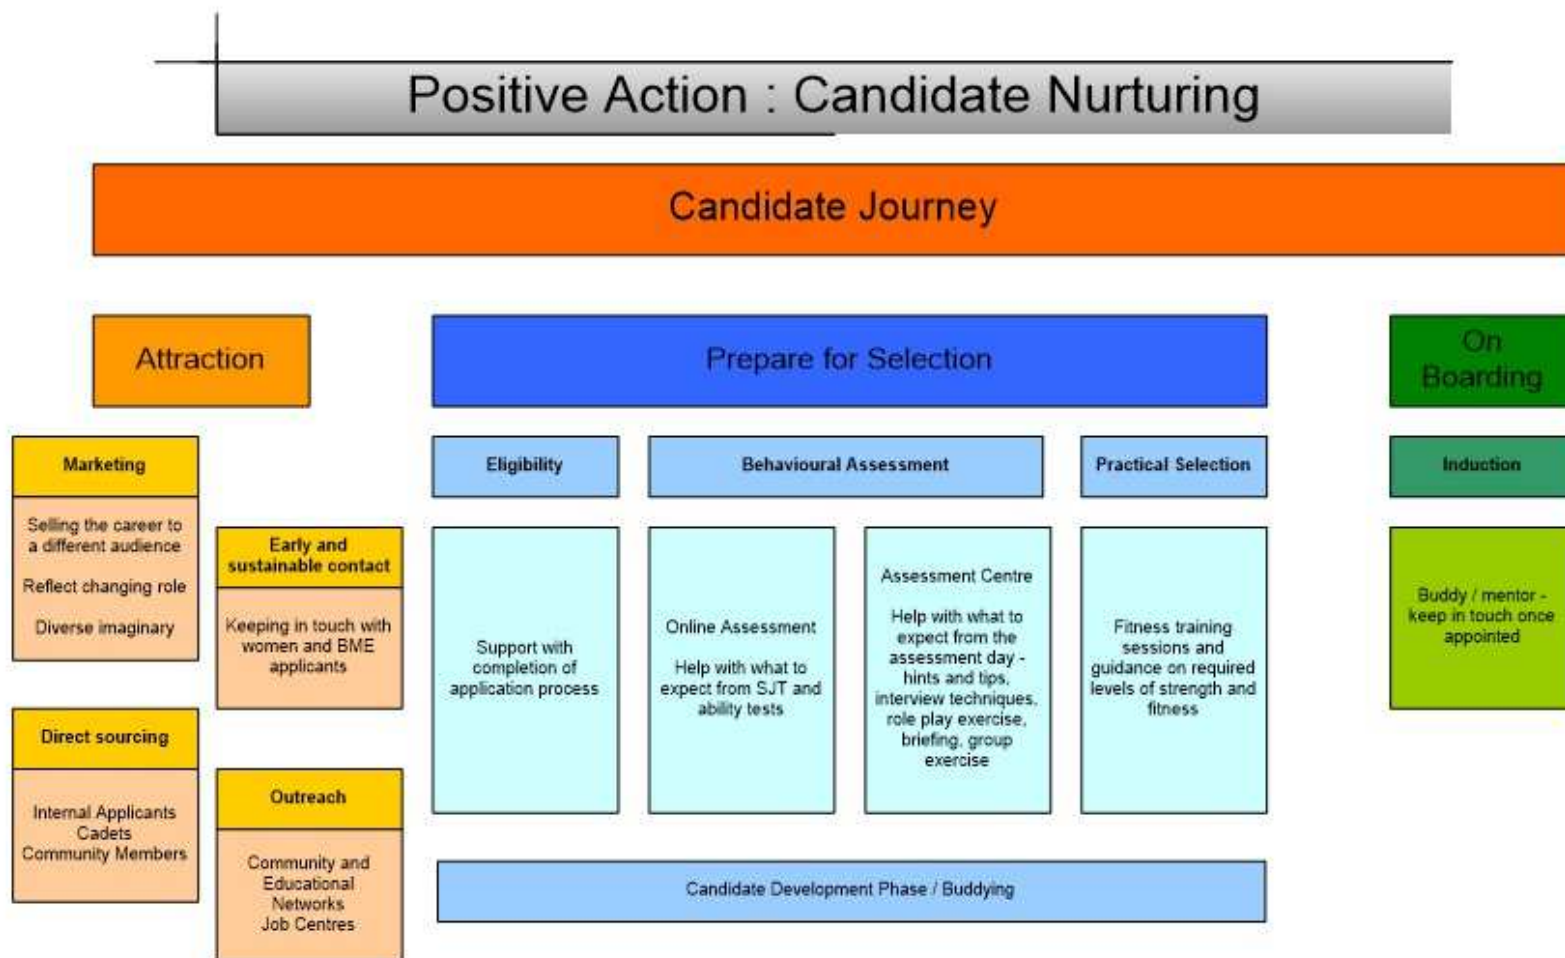 Positive Action : Candidate Nurturing
Candidate Journey
Attraction
Prepare for Selection
On
Boarding
Marketing
Selling the career to
a different audience
Reflect changing role
Diverse imaginary
Early and
sustainable contact
Keeping in touch with
women and BME
applicants
Direct sourcing
Internal Applicants
Cadets
Community Members
Outreach
Community and
Educational
Networks
Job Centres
Eligibility
Support with
completion of
application process
Behavioural Assessment
Online Assessment
Help with what to
expect from SJT and
ability tests
Assessment Centre
Help with what to
expect from the
assessment day -
hints and tips,
interview techniques,
role play exercise,
briefing, group
exercise
Practical Selection
Fitness training
sessions and
guidance on required
levels of strength and
fitness
Candidate Development Phase / Buddying
Induction
Buddy / mentor -
keep in touch once
appointed